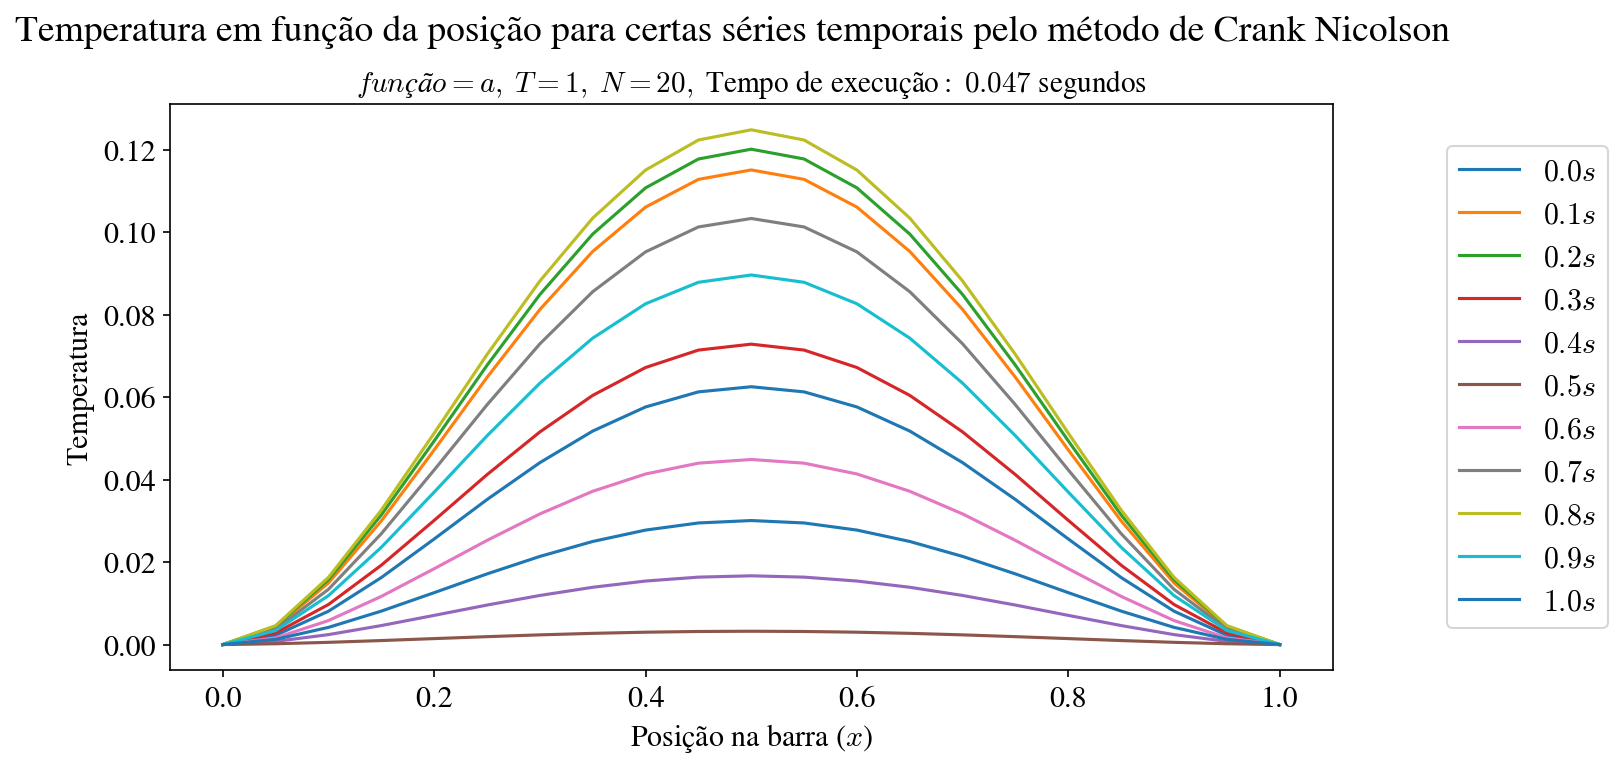 Temperatura em função da posição para certas séries temporais pelo método de Crank Nicolson
função = a, T = 1, N = 20, Tempo de execução : 0.047 segundos
Temperatura
0.12
0.10
0.08
0.06
0.04
0.02
0.00
0.0 0.2 0.4 0.6 0.8 1.0
Posição na barra (x)
0.0s
0.1s
0.2s
0.3s
0.4s
0.5s
0.6s
0.7s
0.8s
0.9s
1.0s